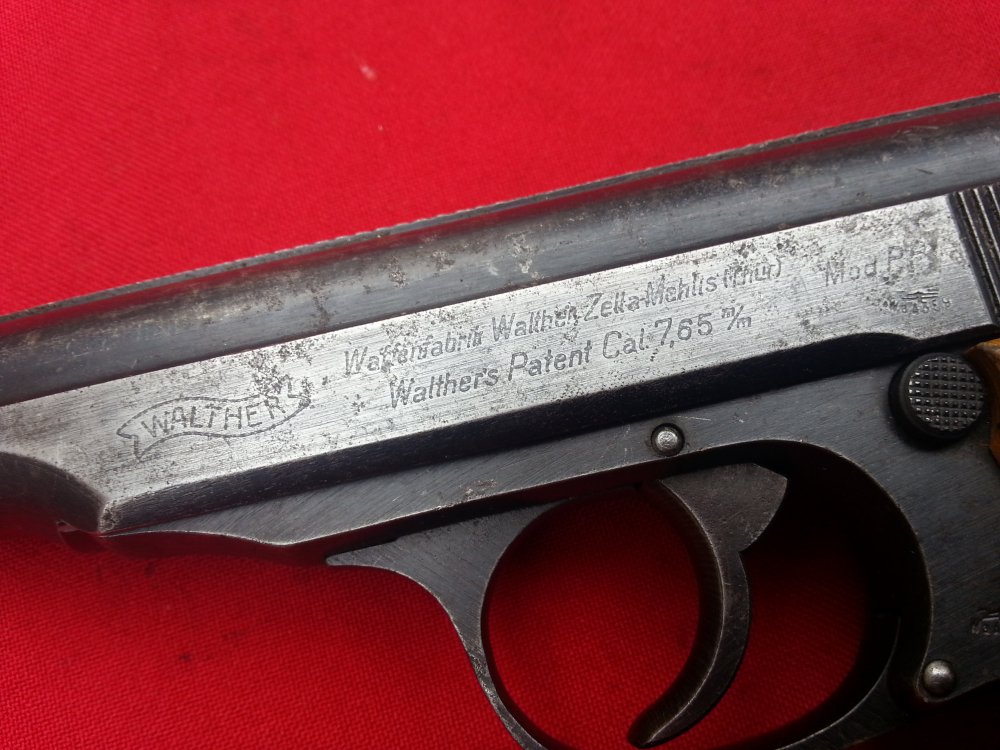 WALTHER
Waffenfabrik Walther, Zella-Mehlis (Thür.)
Walther's Patent Cal. 7,65 m/m
Mod. PP